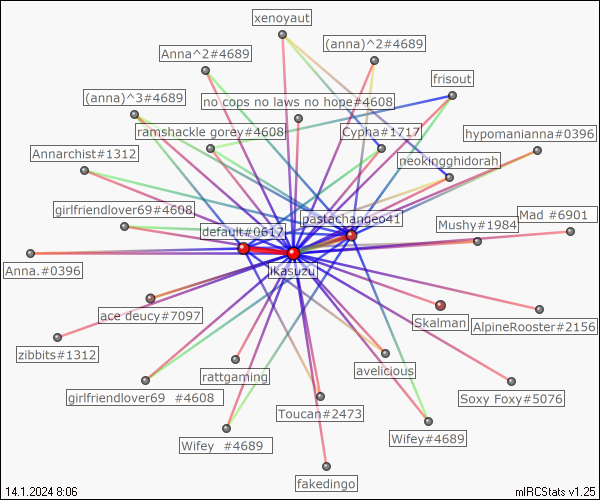 xenoyaut
(anna)^2#4689
Anna^2#4689
frisout
(anna)^3#4689
no cops no laws no hope#4608
ramshackle gorey#4608
Cypha#1717
hypomanianna#0396
Annarchist#1312
neokingghidorah
girlfriendlover69#4608
pastachangeo41
Mad #6901
default#0617
Mushy#1984
Anna.#0396
ikasuzu
ace deucy#7097
Skalman
AlpineRooster#2156
zibbits#1312
rattgaming
avelicious
girlfriendlover69 #4608
Soxy Foxy#5076
Toucan#2473
Wifey #4689
Wifey#4689
fakedingo
14.1.2024 8:06
mIRCStats v1.25